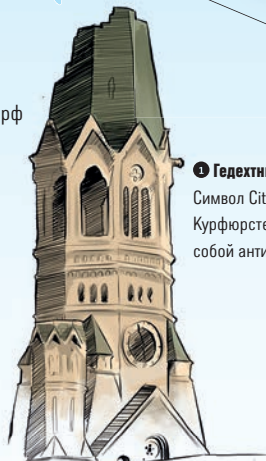 рф
❶ Гедехтни
Символ Cit
Курфюрсте
собой анти